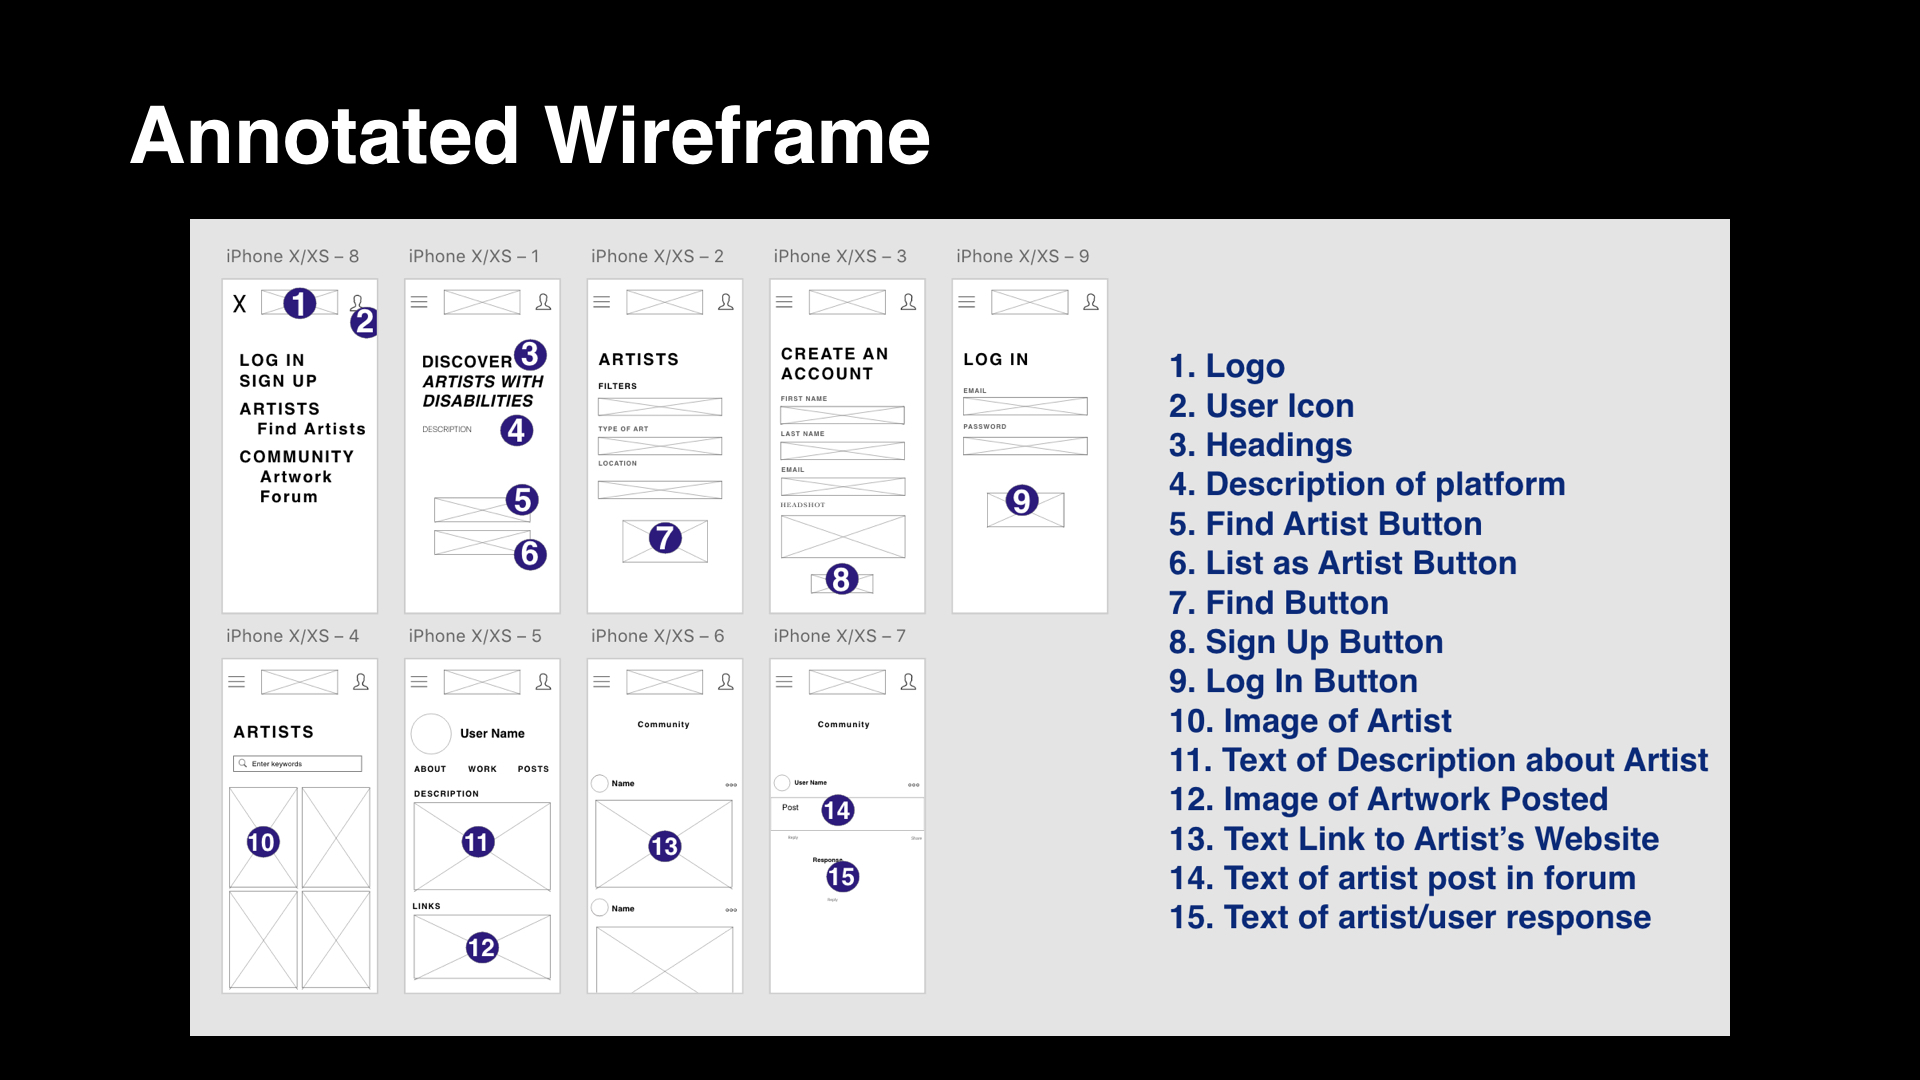 Annotated Wireframe
iPhone X/XS – 8
X
1
2
LOG IN
SIGN UP
ARTISTS
Find Artists
COMMUNITY
Artwork
Forum
iPhone X/XS – 1
DISCOVER
3
ARTISTS WITH
DISABILITIES
DESCRIPTION
4
5
6
iPhone X/XS – 2
ARTISTS
FILTERS
TYPE OF ART
LOCATION
7
iPhone X/XS – 3
CREATE AN
ACCOUNT
FIRST NAME
LAST NAME
EMAIL
HEADSHOT
8
iPhone X/XS – 9
LOG IN
EMAIL
PASSWORD
9
iPhone X/XS – 4
ARTISTS
Enter keywords
10
iPhone X/XS – 5
User Name
ABOUT WORK POSTS
DESCRIPTION
11
LINKS
12
iPhone X/XS – 6
Community
Name
13
Name
iPhone X/XS – 7
Community
User Name
Post
14
Reply Share
Response
15
Reply
1. Logo
2. User Icon
3. Headings
4. Description of platform
5. Find Artist Button
6. List as Artist Button
7. Find Button
8. Sign Up Button
9. Log In Button
10. Image of Artist
11. Text of Description about Artist
12. Image of Artwork Posted
13. Text Link to Artist’s Website
14. Text of artist post in forum
15. Text of artist/user response